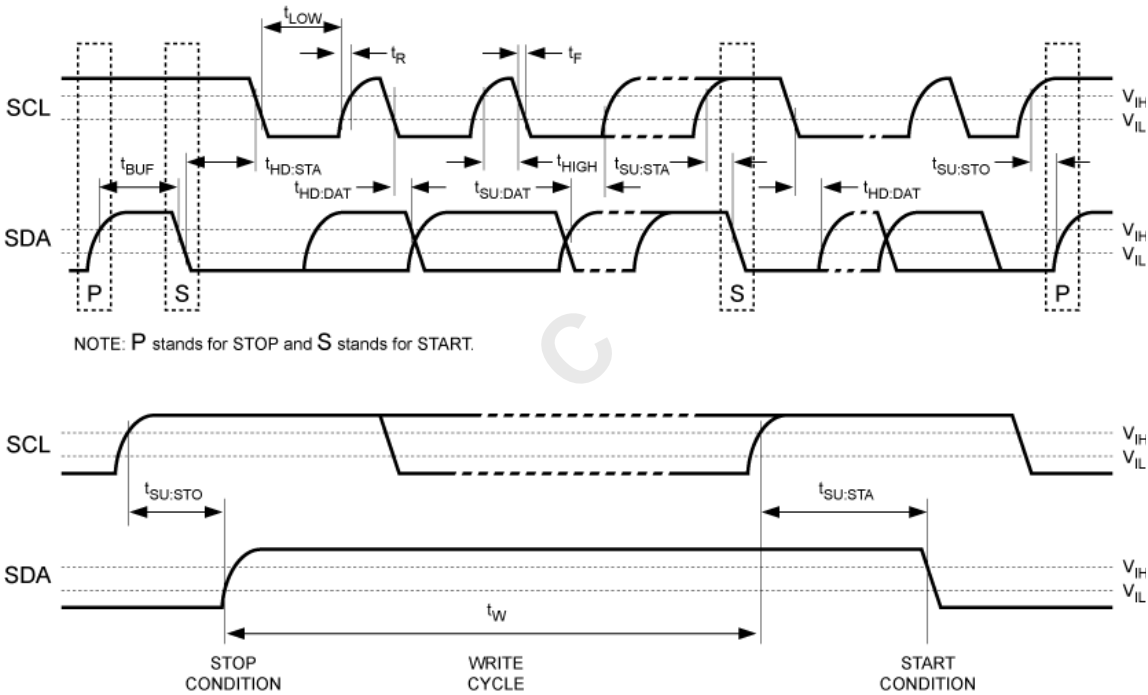 tLOW
tR
tF
SCL
VIH
VIL
tBUF
tHD:STA
tHD:DAT
tSU:DAT
tHIGH
tSU:STA
tHD:DAT
tSU:STO
SDA
VIH
VIL
P
S
S
P
NOTE: P stands for STOP and S stands for START.
C
SCL
VIH
VIL
tSU:STO
tSU:STA
SDA
VIH
VIL
tW
STOP CONDITION
WRITE CYCLE
START CONDITION